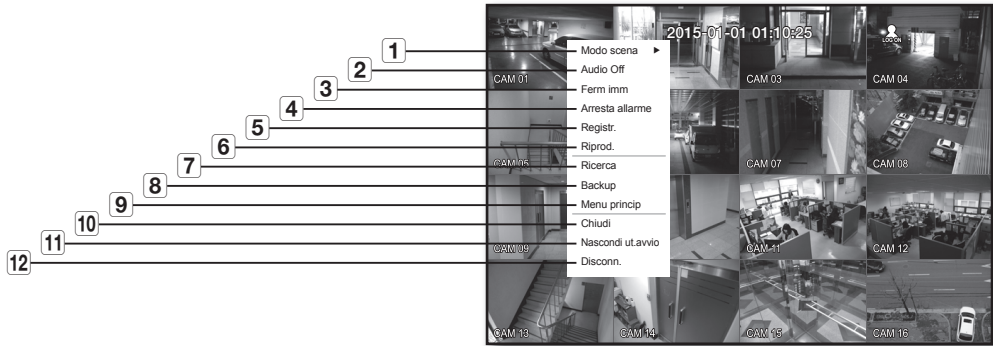 1
2
3
4
5
6
7
8
9
10
11
12
2015-01-01 01:10:25
LOG ON
Modo scena ▶
Audio Off
Ferm imm
Arresta allarme
Registr.
Riprod.
Ricerca
Backup
Menu princip
Chiudi
Nascondi ut.avvio
Disconn.
CAM 01
CAM 03
CAM 04
CAM 05
CAM 07
CAM 08
CAM 09
CAM 11
CAM 12
CAM 13
CAM 14
CAM 15
CAM 16